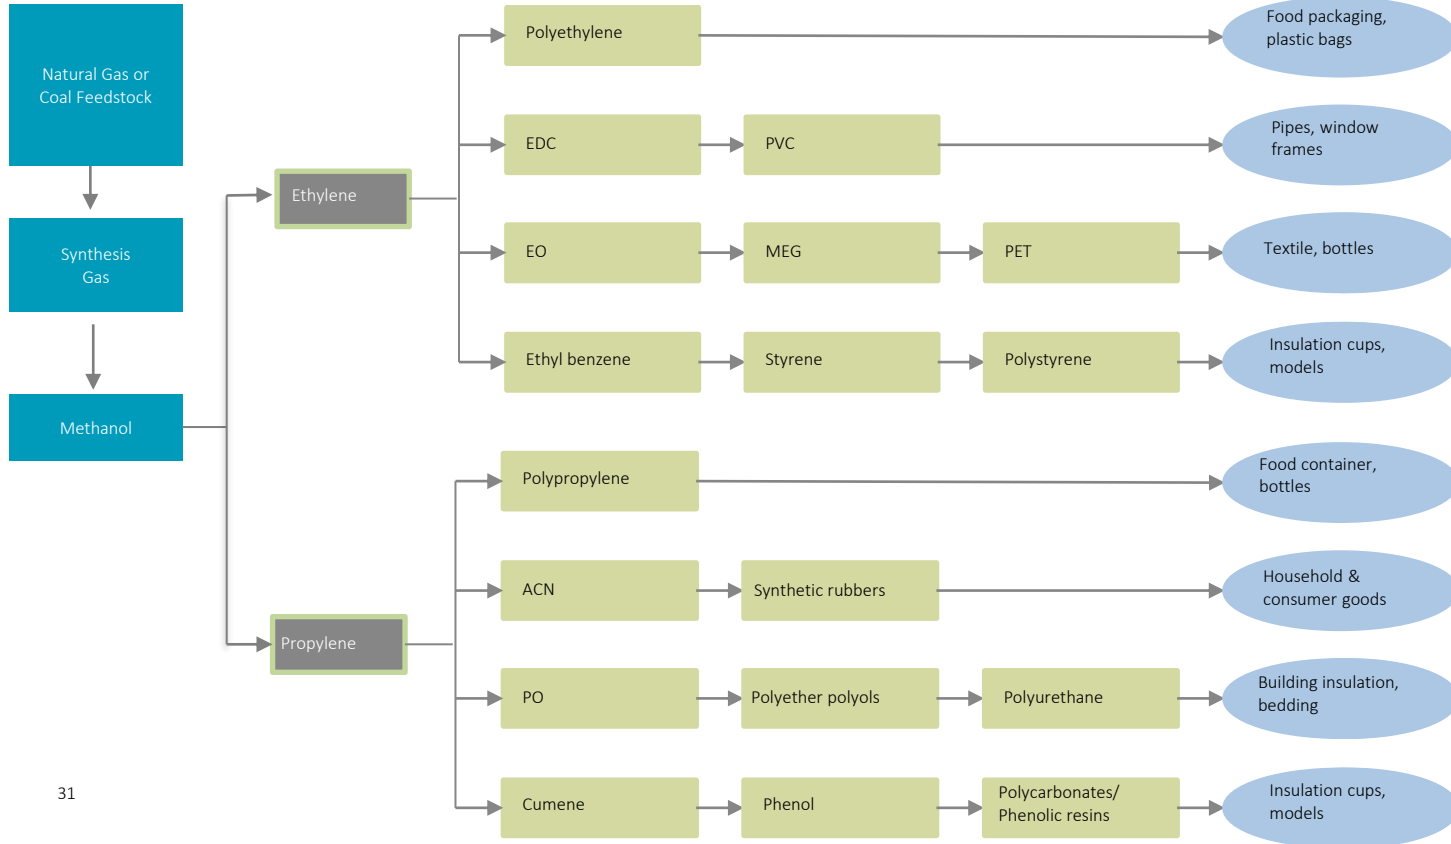 Natural Gas or
Coal Feedstock
Synthesis
Gas
Methanol
Ethylene
Propylene
Polyethylene
Food packaging,
plastic bags
EDC
PVC
Pipes, window
frames
EO
MEG
PET
Textile, bottles
Ethyl benzene
Styrene
Polystyrene
Insulation cups,
models
Polypropylene
Food container,
bottles
ACN
Synthetic rubbers
Household &
consumer goods
PO
Polyether polyols
Polyurethane
Building insulation,
bedding
Cumene
Phenol
Polycarbonates/
Phenolic resins
Insulation cups,
models
31